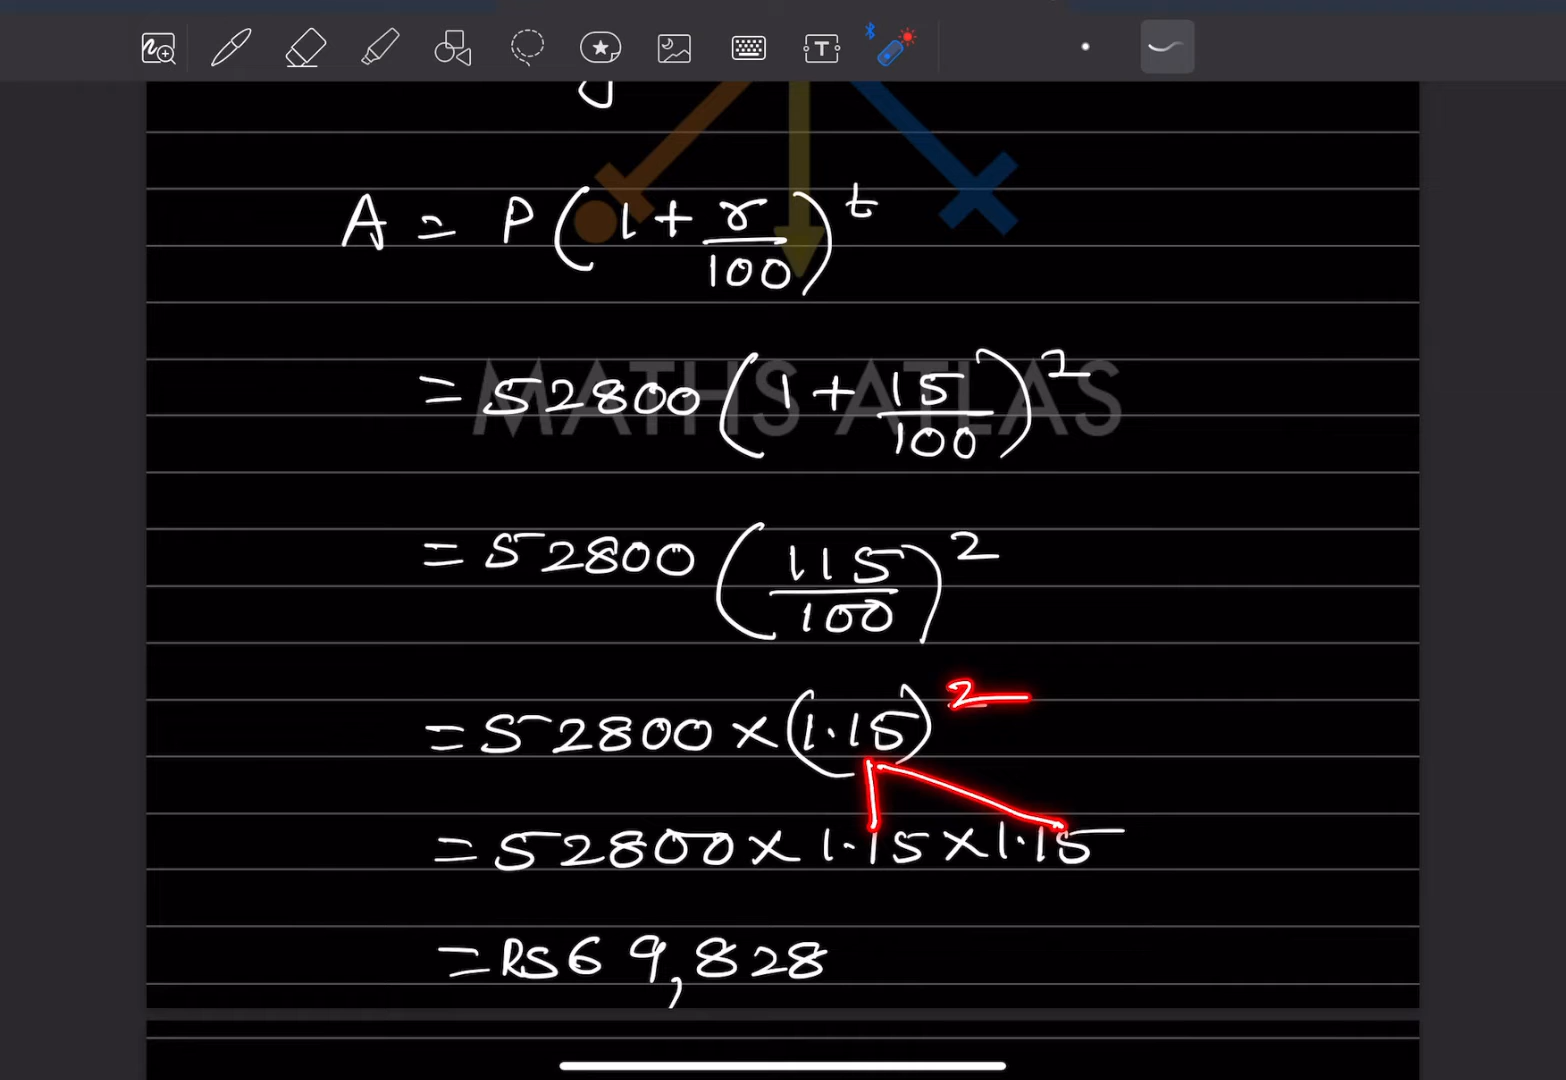 A = P(1 + r/100)^t
MATHS ATLAS
= 52800(1 + 15/100)^2
= 52800(115/100)^2
= 52800 × (1.15)^2
= 52800 × 1.15 × 1.15
= RS 69,828